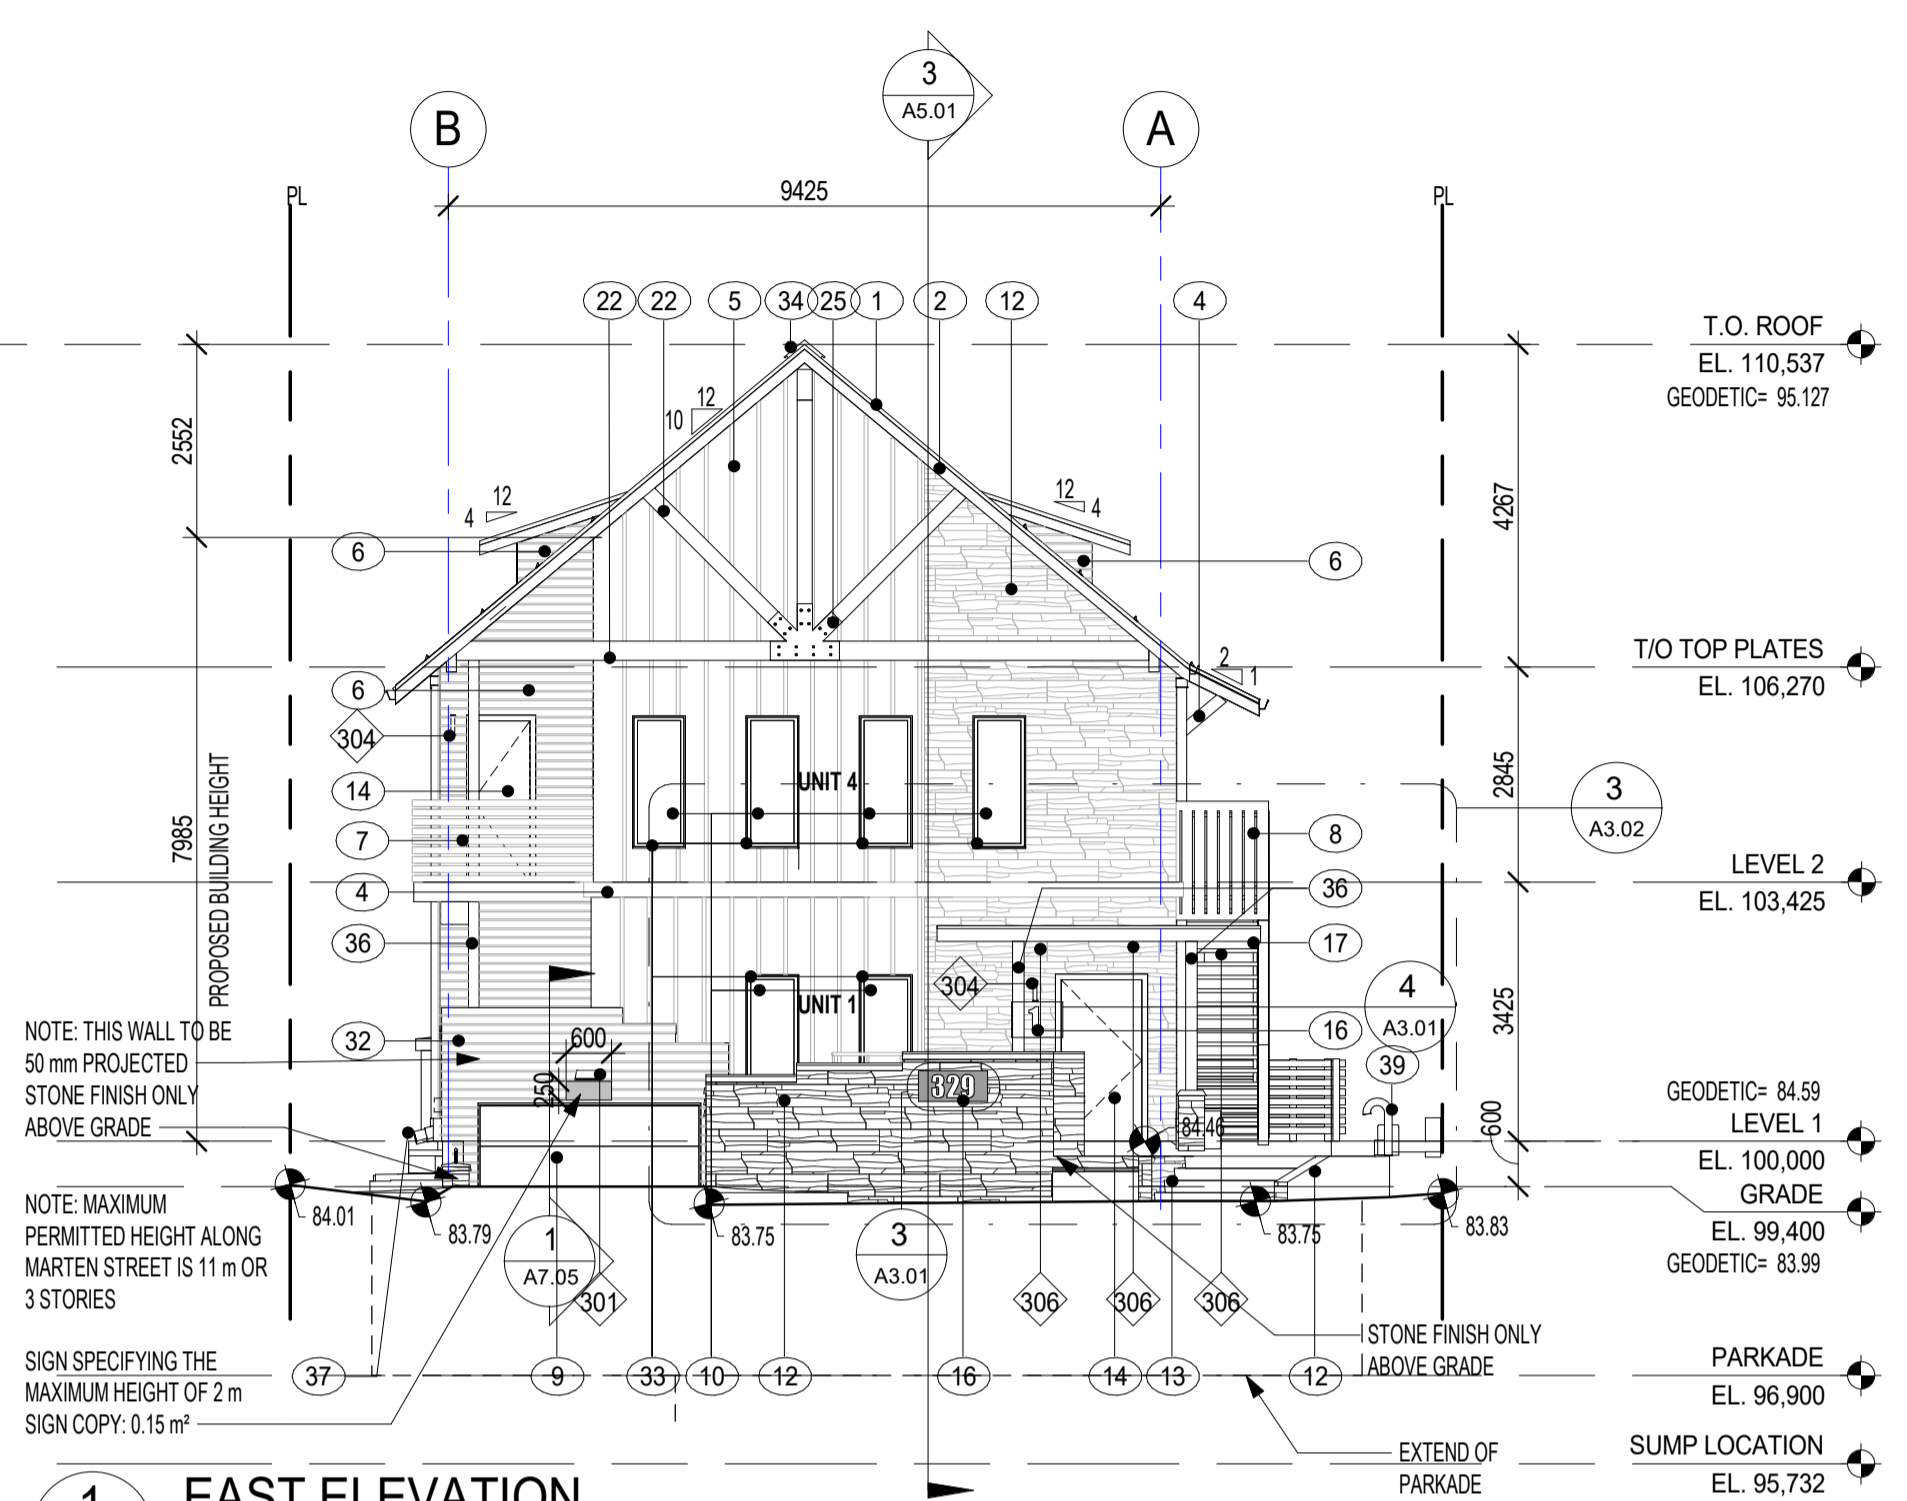 3
A5.01
B
A
9425
PL
PL
22
22
5
34
25
1
2
12
4
T.O. ROOF
EL. 110,537
GEODETIC= 95.127
12
10
2552
4267
12
4
12
4
6
6
T/O TOP PLATES
EL. 106,270
2
1
6
304
14
7
4
36
UNIT 4
2845
3
A3.02
8
LEVEL 2
EL. 103,425
36
17
7985
PROPOSED BUILDING HEIGHT
304
UNIT 1
1
3425
4
A3.01
16
39
NOTE: THIS WALL TO BE
50 mm PROJECTED
STONE FINISH ONLY
ABOVE GRADE
32
600
250
329
84.46
GEODETIC= 84.59
LEVEL 1
EL. 100,000
600
GRADE
EL. 99,400
GEODETIC= 83.99
84.01
83.79
83.75
83.75
83.83
NOTE: MAXIMUM
PERMITTED HEIGHT ALONG
MARTEN STREET IS 11 m OR
3 STORIES
1
A7.05
301
3
A3.01
306
306
306
STONE FINISH ONLY
ABOVE GRADE
SIGN SPECIFYING THE
MAXIMUM HEIGHT OF 2 m
SIGN COPY: 0.15 m²
37
9
33
10
12
16
14
13
12
PARKADE
EL. 96,900
EXTEND OF
PARKADE
SUMP LOCATION
EL. 95,732
1
EAST ELEVATION